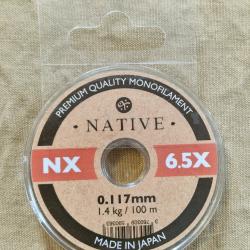 PREMIUM QUALITY MONOFILAMENT
NATIVE
NX
6.5X
0.117mm
1.4 kg / 100 m
MADE IN JAPAN